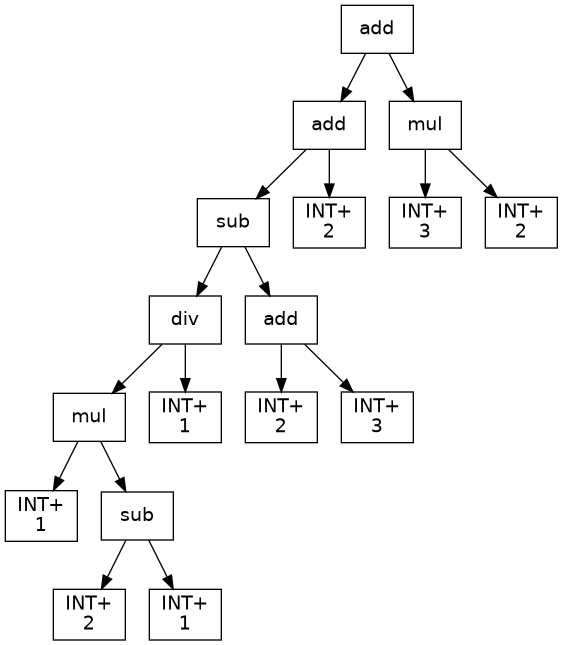 add
add
mul
sub
INT+
2
INT+
3
INT+
2
div
add
mul
INT+
1
INT+
2
INT+
3
INT+
1
sub
INT+
2
INT+
1